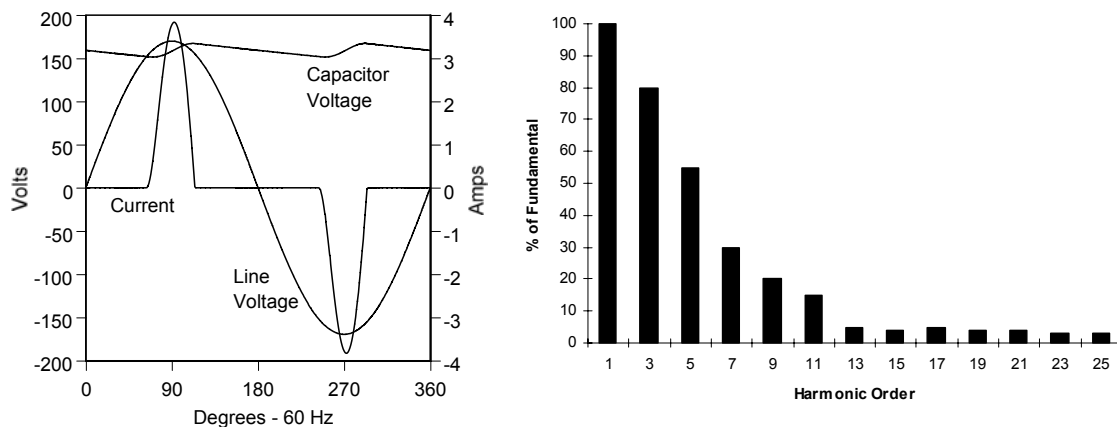 200
150
100
50
0
-50
-100
-150
-200
Volts
4
3
2
1
0
-1
-2
-3
-4
Amps
Capacitor
Voltage
Current
Line
Voltage
0 90 180 270 360
Degrees - 60 Hz
100
90
80
70
60
50
40
30
20
10
0
% of Fundamental
1 3 5 7 9 11 13 15 17 19 21 23 25
Harmonic Order